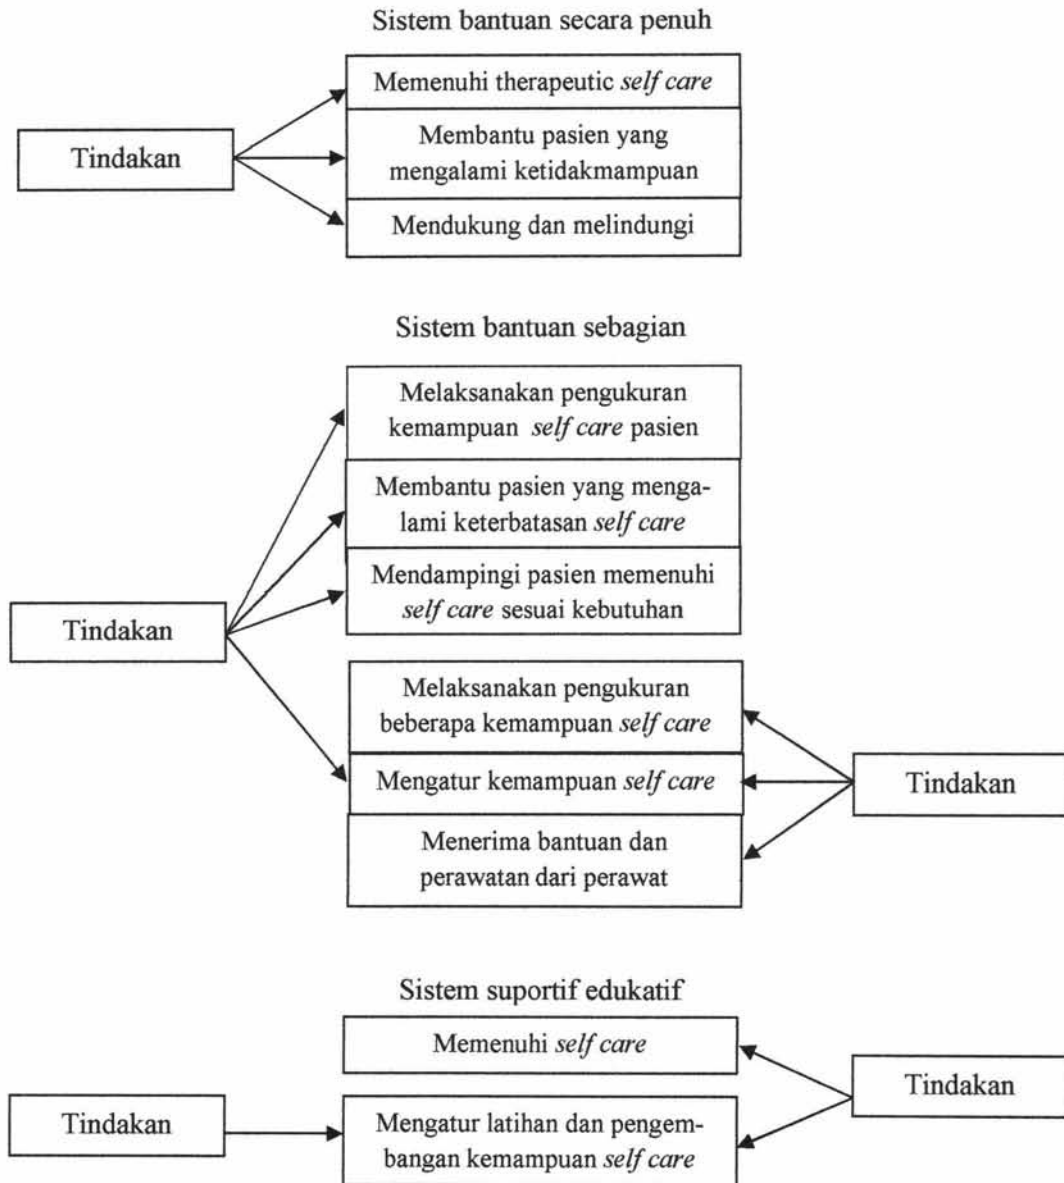 Sistem bantuan secara penuh
Memenuhi therapeutic self care
Tindakan
Membantu pasien yang
mengalami ketidakmampuan
Mendukung dan melindungi
Sistem bantuan sebagian
Melaksanakan pengukuran
kemampuan self care pasien
Membantu pasien yang menga-
lami keterbatasan self care
Mendampingi pasien memenuhi
self care sesuai kebutuhan
Tindakan
Melaksanakan pengukuran
beberapa kemampuan self care
Mengatur kemampuan self care
Tindakan
Menerima bantuan dan
perawatan dari perawat
Sistem suportif edukatif
Memenuhi self care
Tindakan
Tindakan
Mengatur latihan dan pengem-
bangan kemampuan self care